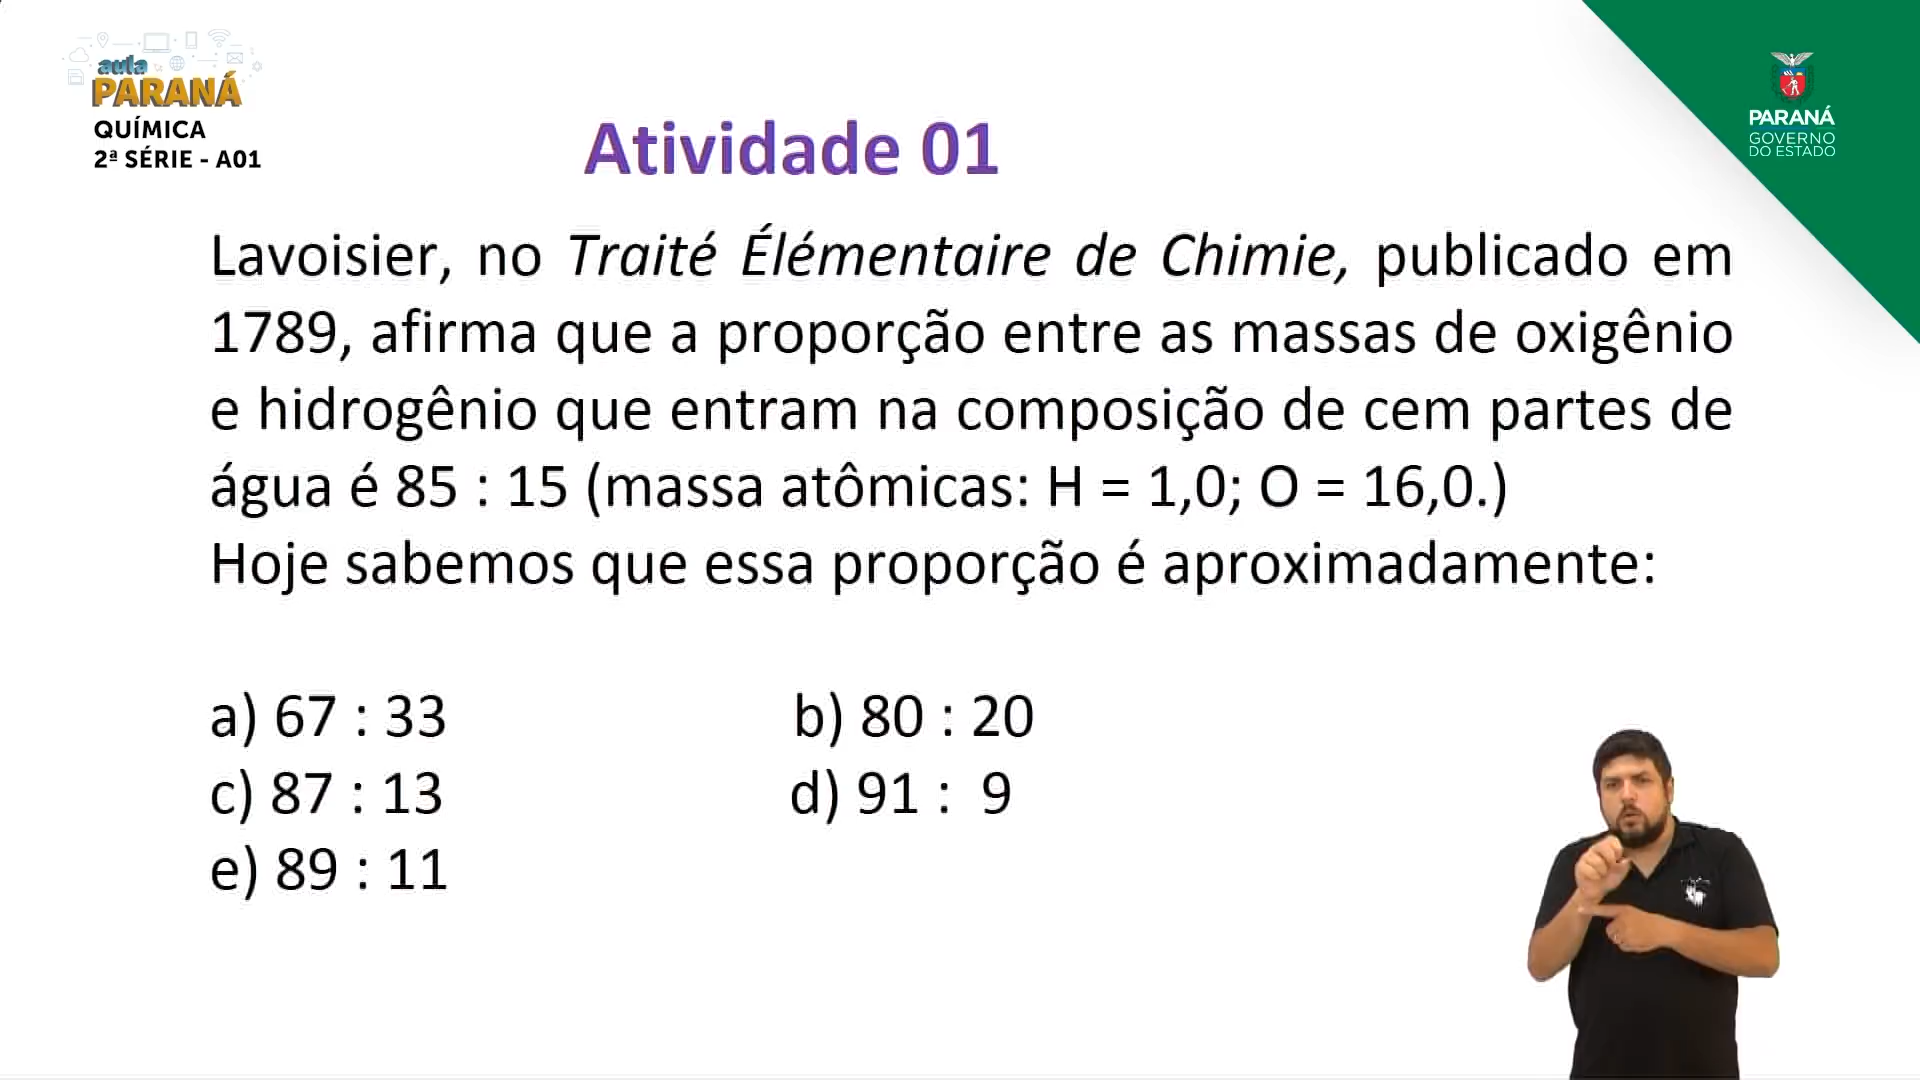 aula
PARANÁ
QUÍMICA
2ª SÉRIE - A01
PARANÁ
GOVERNO
DO ESTADO
Atividade 01
Lavoisier, no Traité Élémentaire de Chimie, publicado em
1789, afirma que a proporção entre as massas de oxigênio
e hidrogênio que entram na composição de cem partes de
água é 85 : 15 (massa atômicas: H = 1,0; O = 16,0.)
Hoje sabemos que essa proporção é aproximadamente:
a) 67 : 33 b) 80 : 20
c) 87 : 13 d) 91 : 9
e) 89 : 11